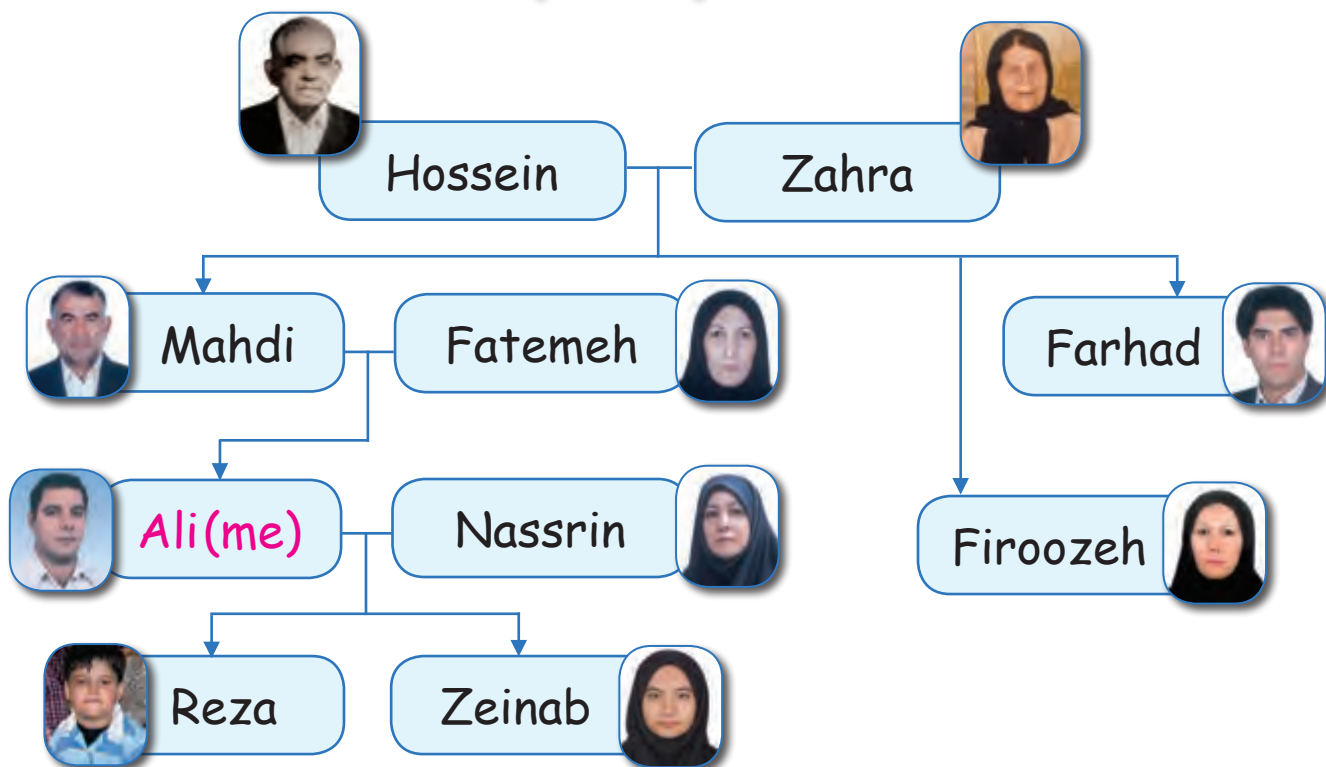 Hossein
Zahra
Mahdi
Fatemeh
Farhad
Ali(me)
Nassrin
Firoozeh
Reza
Zeinab